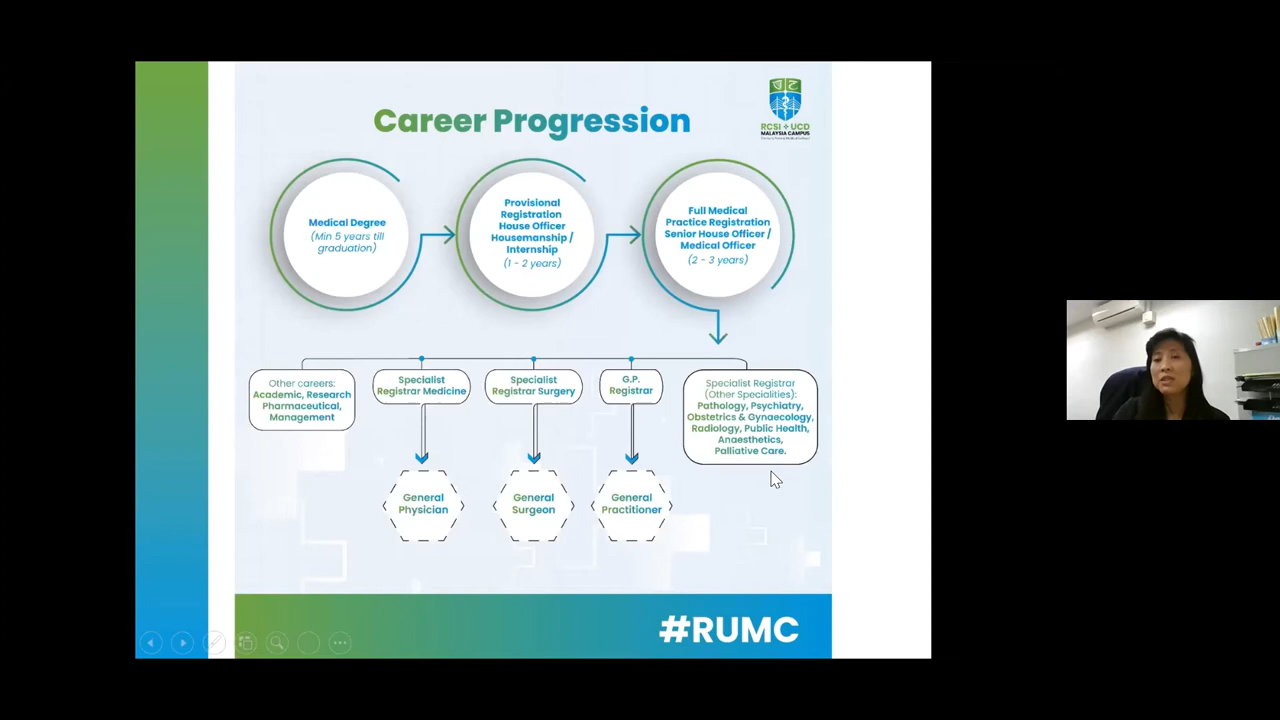 Career Progression
RCSI UCD
MALAYSIA CAMPUS
Medical Degree
(Min 5 years till
graduation)
Provisional
Registration
House Officer
Housemanship /
Internship
(1 - 2 years)
Full Medical
Practice Registration
Senior House Officer /
Medical Officer
(2 - 3 years)
Other careers:
Academic, Research
Pharmaceutical,
Management
Specialist
Registrar Medicine
Specialist
Registrar Surgery
G.P.
Registrar
Specialist Registrar
(Other Specialities):
Pathology, Psychiatry,
Obstetrics & Gynaecology,
Radiology, Public Health,
Anaesthetics,
Palliative Care.
General
Physician
General
Surgeon
General
Practitioner
#RUMC